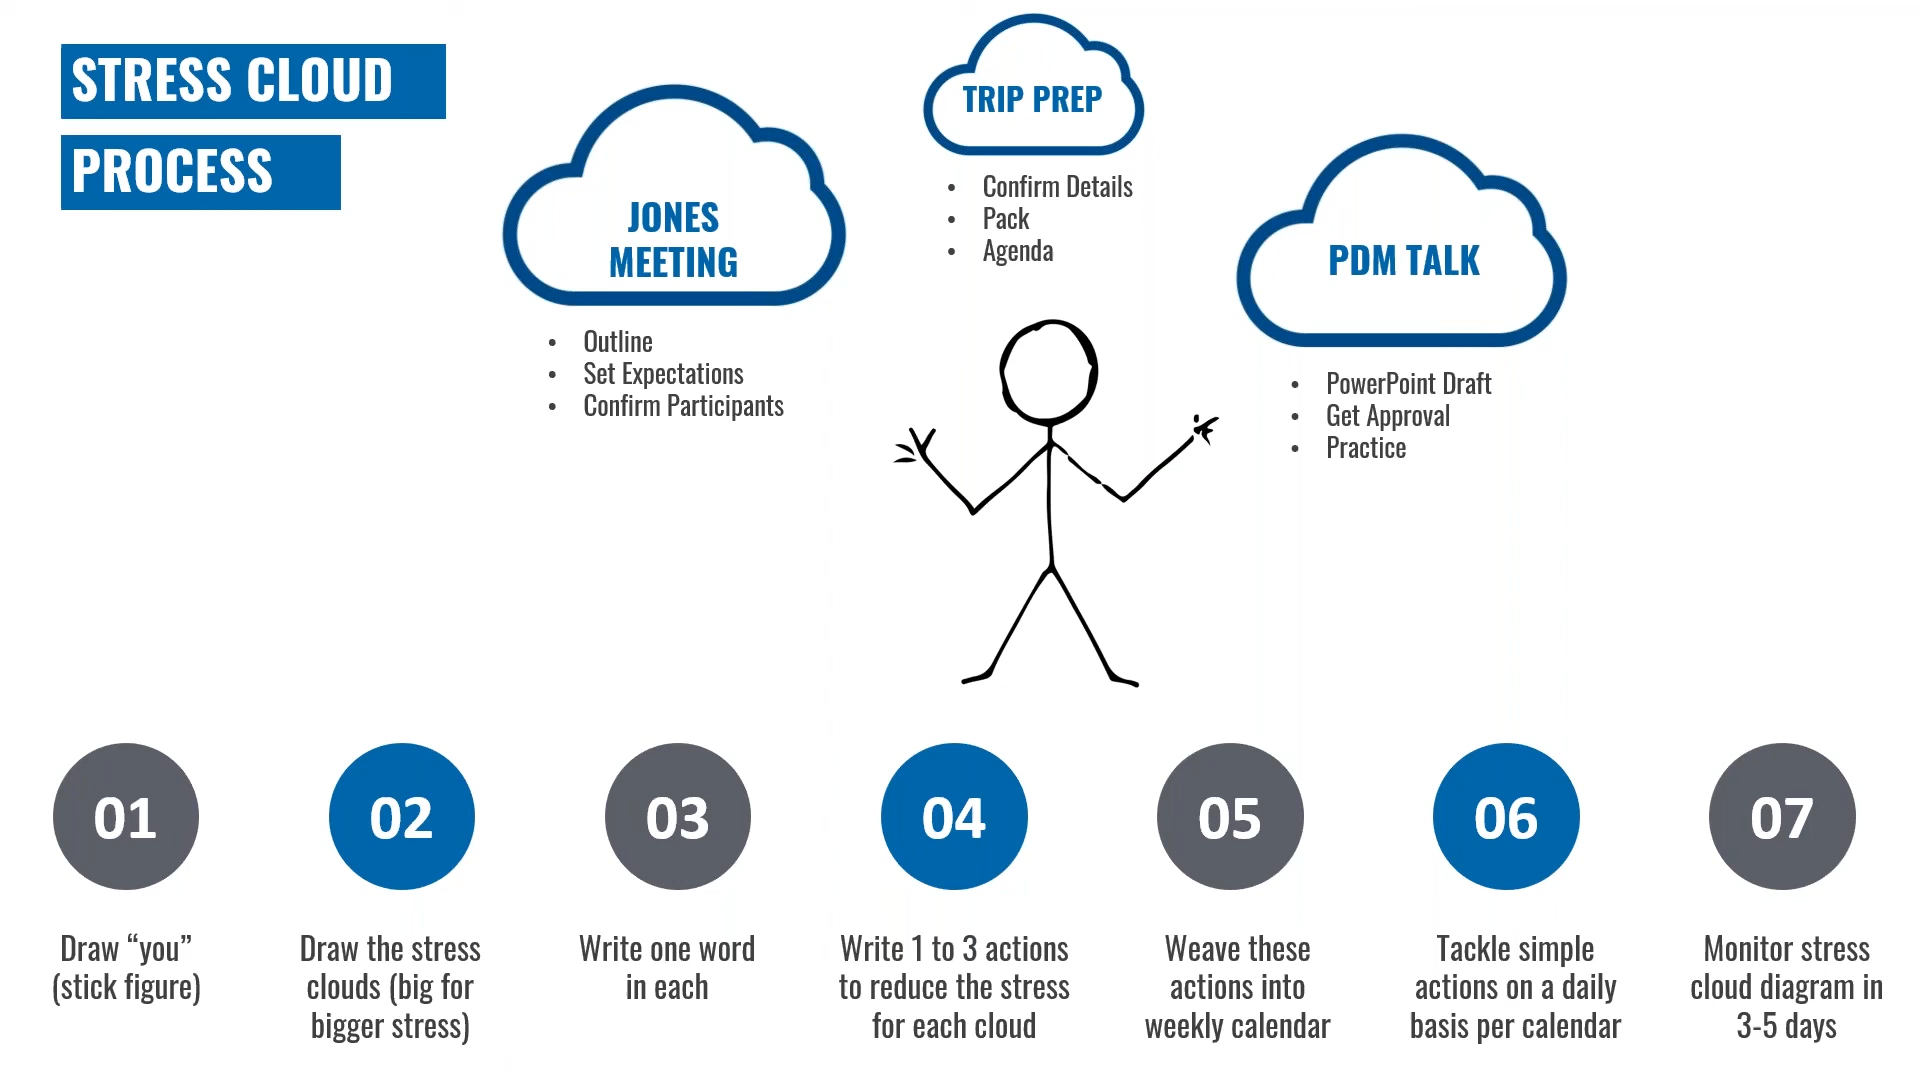 STRESS CLOUD
PROCESS
TRIP PREP
• Confirm Details
• Pack
• Agenda
JONES
MEETING
• Outline
• Set Expectations
• Confirm Participants
PDM TALK
• PowerPoint Draft
• Get Approval
• Practice
01
Draw “you”
(stick figure)
02
Draw the stress
clouds (big for
bigger stress)
03
Write one word
in each
04
Write 1 to 3 actions
to reduce the stress
for each cloud
05
Weave these
actions into
weekly calendar
06
Tackle simple
actions on a daily
basis per calendar
07
Monitor stress
cloud diagram in
3-5 days